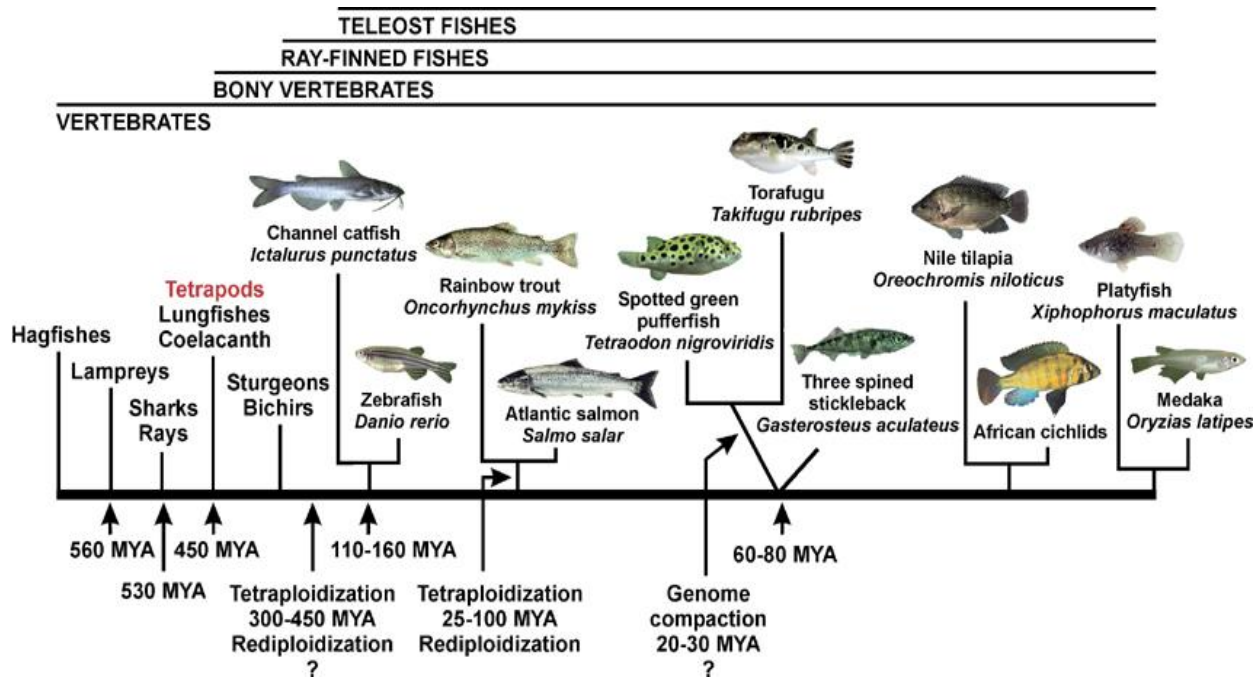 TELEOST FISHES
RAY-FINNED FISHES
BONY VERTEBRATES
VERTEBRATES
Channel catfish
Ictalurus punctatus
Rainbow trout
Oncorhynchus mykiss
Spotted green
pufferfish
Tetraodon nigroviridis
Torafugu
Takifugu rubripes
Nile tilapia
Oreochromis niloticus
Platyfish
Xiphophorus maculatus
Hagfishes
Lampreys
Sharks
Rays
Tetrapods
Lungfishes
Coelacanth
Sturgeons
Bichirs
Zebrafish
Danio rerio
Atlantic salmon
Salmo salar
Three spined
stickleback
Gasterosteus aculateus
African cichlids
Medaka
Oryzias latipes
560 MYA
530 MYA
450 MYA
Tetraploidization
300-450 MYA
Rediploidization
?
110-160 MYA
Tetraploidization
25-100 MYA
Rediploidization
Genome
compaction
20-30 MYA
?
60-80 MYA